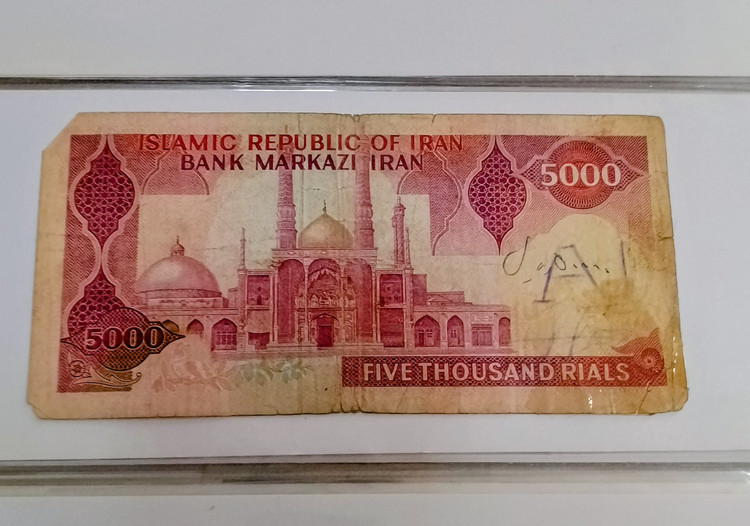 ISLAMIC REPUBLIC OF IRAN
BANK MARKAZI IRAN
5000
5000
FIVE THOUSAND RIALS